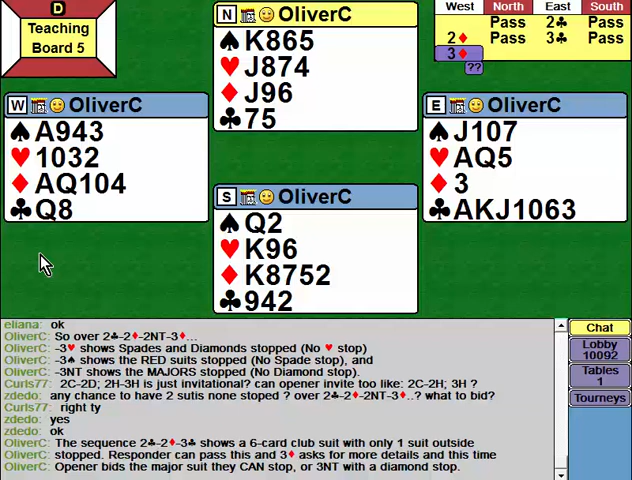 D
Teaching
Board 5
N OliverC
♠K865
♥J874
♦J96
♣75
West North East South
Pass 2♣ Pass
2♦ Pass 3♣ Pass
3♦
??
W OliverC
♠A943
♥1032
♦AQ104
♣Q8
E OliverC
♠J107
♥AQ5
♦3
♣AKJ1063
S OliverC
♠Q2
♥K96
♦K8752
♣942
eliana: ok
OliverC: So over 2♣-2♦-2NT-3♦...
OliverC: -3♥ shows Spades and Diamonds stopped (No ♥ stop)
OliverC: -3♠ shows the RED suits stopped (No Spade stop), and
OliverC: -3NT shows the MAJORS stopped (No Diamond stop).
Curls77: 2C-2D; 2H-3H is just invitational? can opener invite too like: 2C-2H; 3H ?
zdedo: any chance to have 2 sutis none stoped ? over 2♣-2♦-2NT-3♦..? what to bid?
Curls77: right ty
zdedo: yes
zdedo: ok
OliverC: The sequence 2♣-2♦-3♣ shows a 6-card club suit with only 1 suit outside
OliverC: stopped. Responder can pass this and 3♦ asks for more details and this time
OliverC: Opener bids the major suit they CAN stop, or 3NT with a diamond stop.
Chat
Lobby
10092
Tables
1
Tourneys